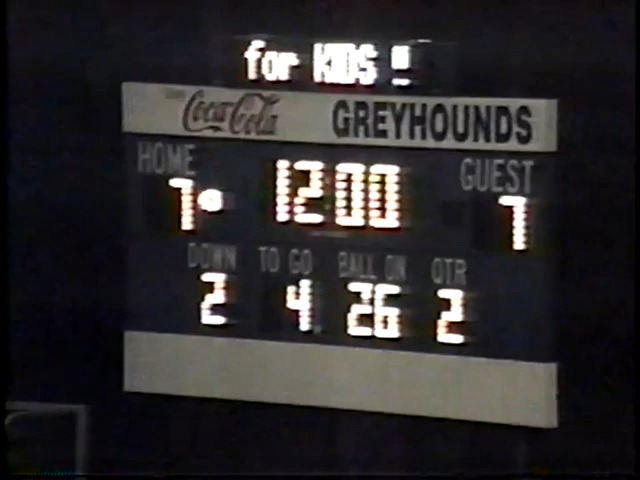 for KIDS "
Coca-Cola GREYHOUNDS
HOME 12:00 GUEST
7 7
DOWN TO GO BALL ON QTR
2 4 26 2